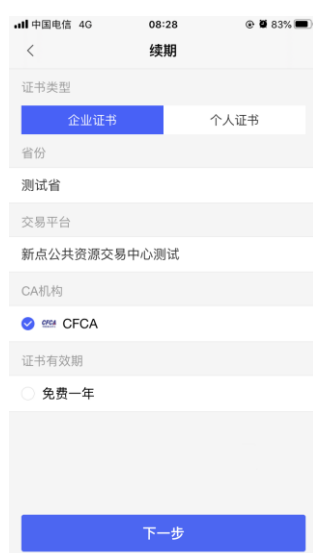 中国电信 4G 08:28 83%
续期
证书类型
企业证书 个人证书
省份
测试省
交易平台
新点公共资源交易中心测试
CA机构
CFCA CFCA
证书有效期
免费一年
下一步